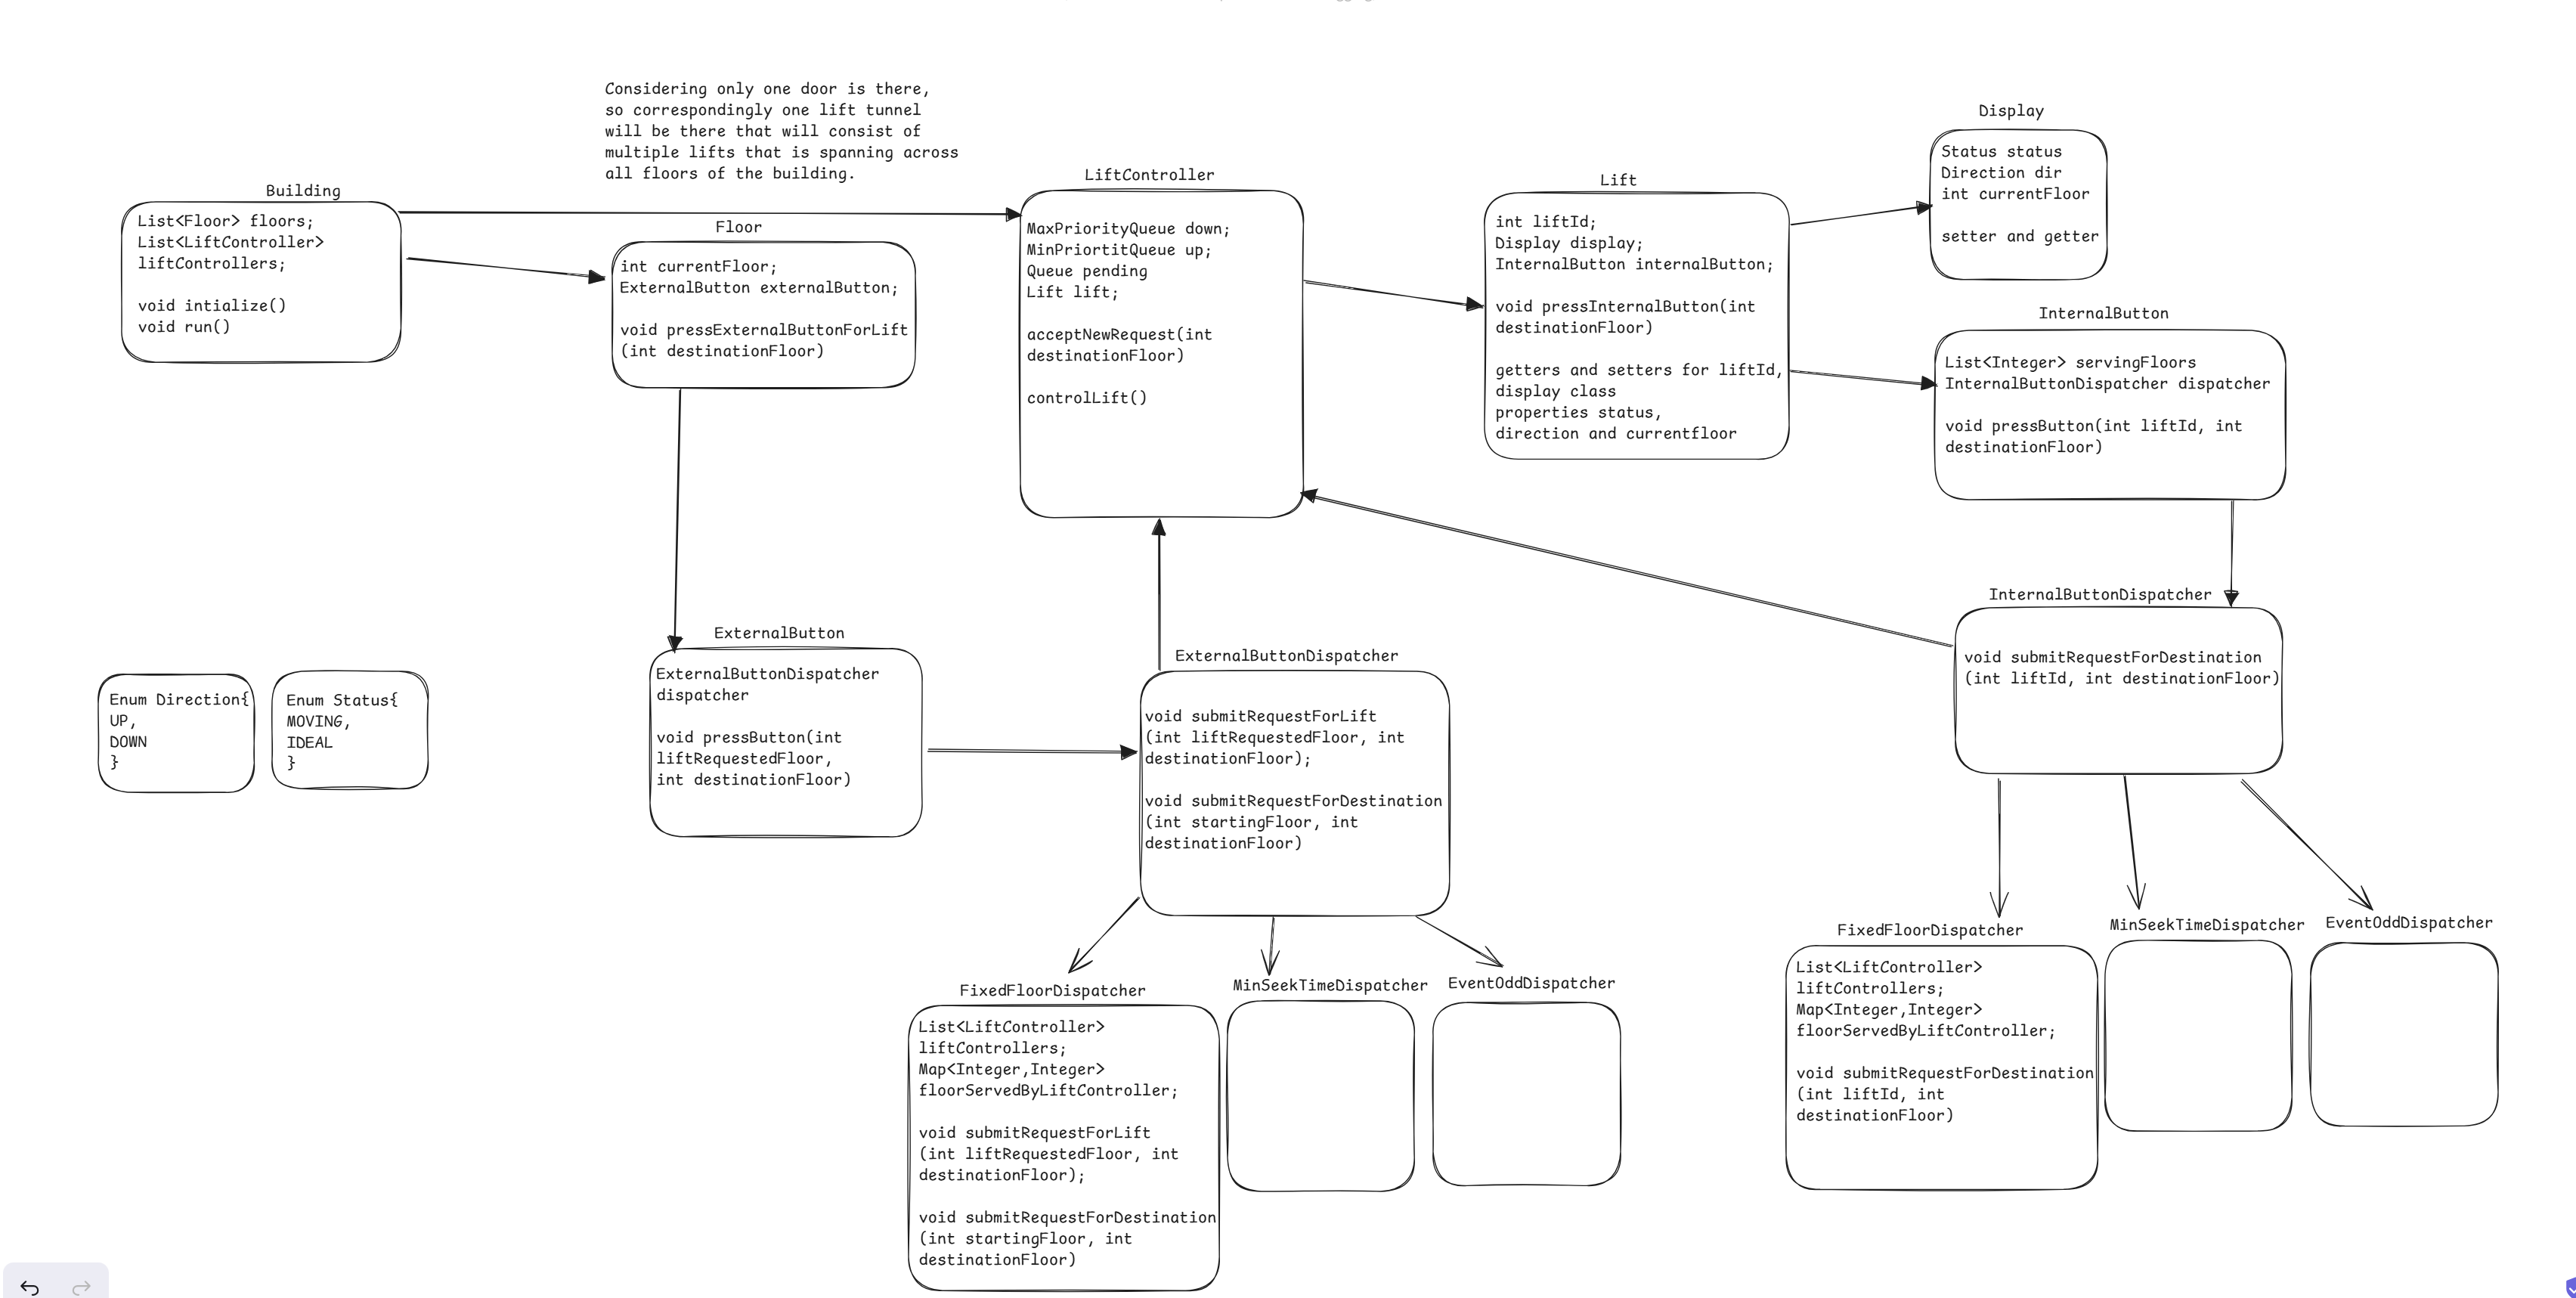 Considering only one door is there,
so correspondingly one lift tunnel
will be there that will consist of
multiple lifts that is spanning across
all floors of the building.
Building
List<Floor> floors;
List<LiftController>
liftControllers;
void intialize()
void run()
Floor
int currentFloor;
ExternalButton externalButton;
void pressExternalButtonForLift
(int destinationFloor)
LiftController
MaxPriorityQueue down;
MinPriortitQueue up;
Queue pending
Lift lift;
acceptNewRequest(int
destinationFloor)
controlLift()
Lift
int liftId;
Display display;
InternalButton internalButton;
void pressInternalButton(int
destinationFloor)
getters and setters for liftId,
display class
properties status,
direction and currentfloor
Display
Status status
Direction dir
int currentFloor
setter and getter
InternalButton
List<Integer> servingFloors
InternalButtonDispatcher dispatcher
void pressButton(int liftId, int
destinationFloor)
Enum Direction{
UP,
DOWN
}
Enum Status{
MOVING,
IDEAL
}
ExternalButton
ExternalButtonDispatcher
dispatcher
void pressButton(int
liftRequestedFloor,
int destinationFloor)
ExternalButtonDispatcher
void submitRequestForLift
(int liftRequestedFloor, int
destinationFloor);
void submitRequestForDestination
(int startingFloor, int
destinationFloor)
InternalButtonDispatcher
void submitRequestForDestination
(int liftId, int destinationFloor)
FixedFloorDispatcher
List<LiftController>
liftControllers;
Map<Integer,Integer>
floorServedByLiftController;
void submitRequestForLift
(int liftRequestedFloor, int
destinationFloor);
void submitRequestForDestination
(int startingFloor, int
destinationFloor)
MinSeekTimeDispatcher
EventOddDispatcher
FixedFloorDispatcher
List<LiftController>
liftControllers;
Map<Integer,Integer>
floorServedByLiftController;
void submitRequestForDestination
(int liftId, int
destinationFloor)
MinSeekTimeDispatcher
EventOddDispatcher